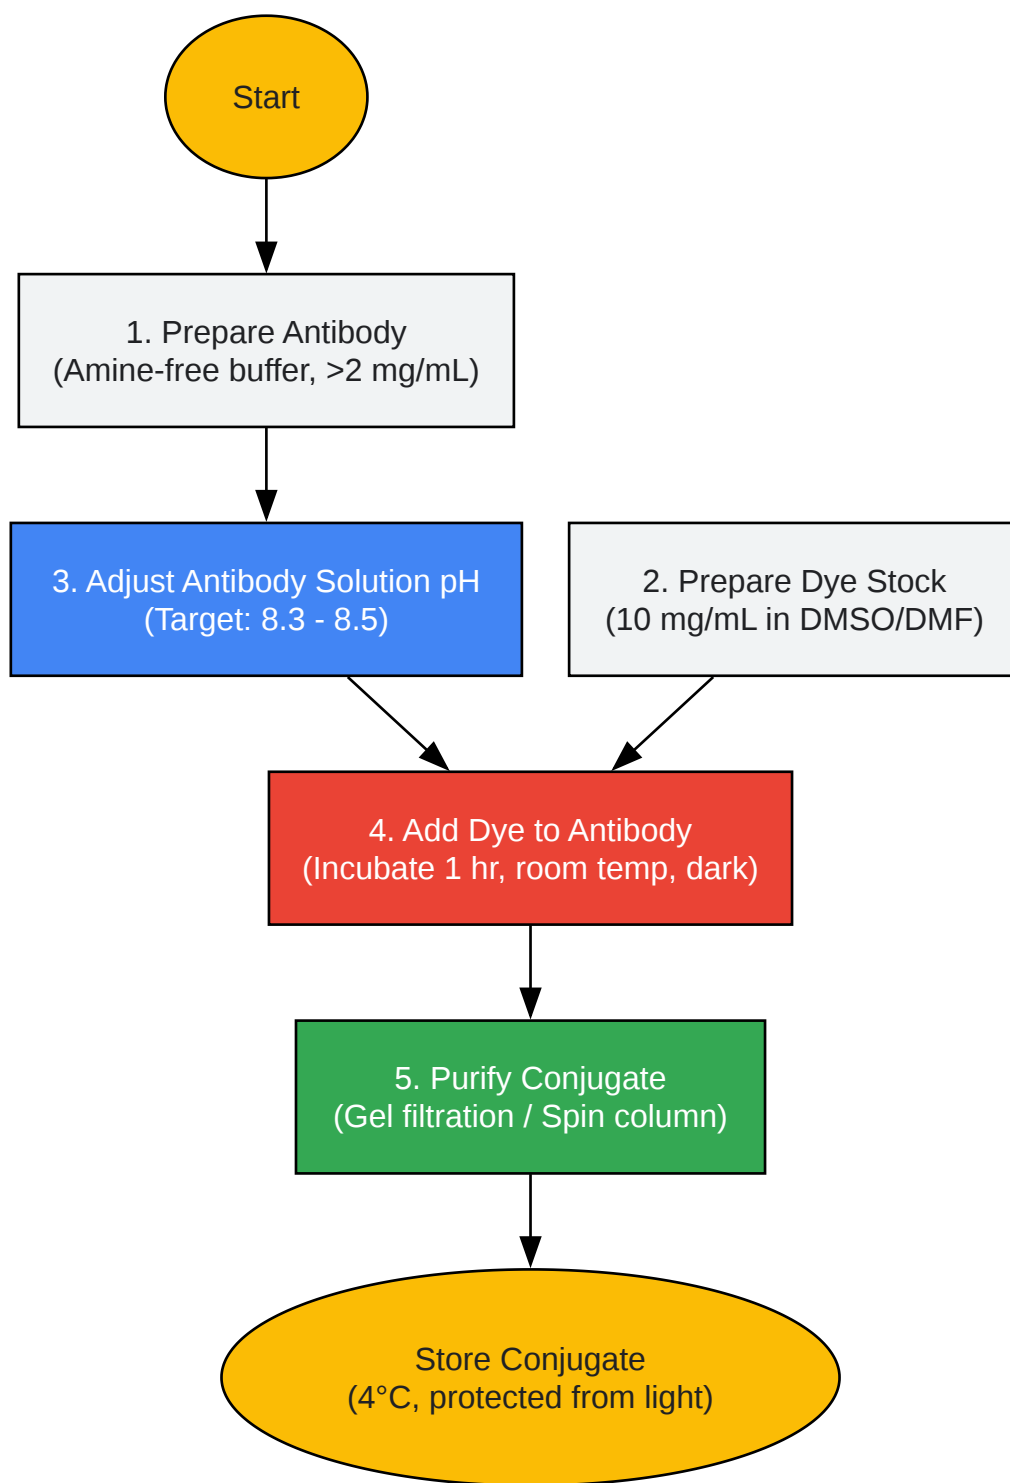 Start
1. Prepare Antibody
(Amine-free buffer, >2 mg/mL)
3. Adjust Antibody Solution pH
(Target: 8.3 - 8.5)
2. Prepare Dye Stock
(10 mg/mL in DMSO/DMF)
4. Add Dye to Antibody
(Incubate 1 hr, room temp, dark)
5. Purify Conjugate
(Gel filtration / Spin column)
Store Conjugate
(4°C, protected from light)